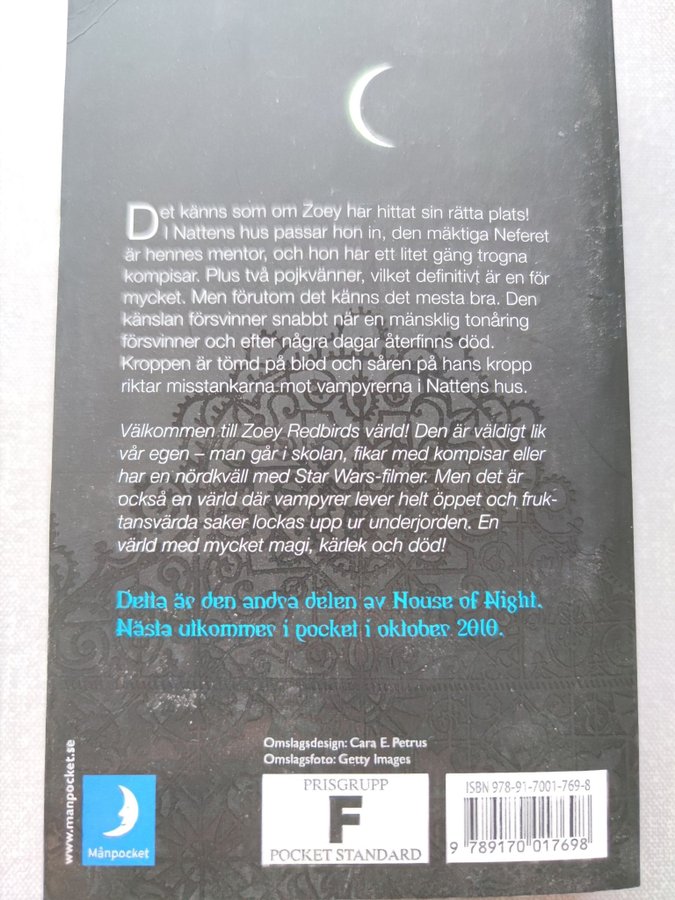 Det känns som om Zoey har hittat sin rätta plats!
I Nattens hus passar hon in, den mäktiga Neferet
är hennes mentor, och hon har ett litet gäng trogna
kompisar. Plus två pojkvänner, vilket definitivt är en för
mycket. Men förutom det känns det mesta bra. Den
känslan försvinner snabbt när en mänsklig tonåring
försvinner och efter några dagar återfinns död.
Kroppen är tömd på blod och såren på hans kropp
riktar misstankarna mot vampyrerna i Nattens hus.
Välkommen till Zoey Redbirds värld! Den är väldigt lik
vår egen – man går i skolan, fikar med kompisar eller
har en nördkväll med Star Wars-filmer. Men det är
också en värld där vampyrer lever helt öppet och fruk-
tansvärda saker lockas upp ur underjorden. En
värld med mycket magi, kärlek och död!
Detta är den andra delen av House of Night.
Nästa utkommer i pocket i oktober 2010.
Omslagsdesign: Cara E. Petrus
Omslagsfoto: Getty Images
www.manpocket.se
Månpocket
PRISGRUPP
F
POCKET STANDARD
ISBN 978-91-7001-769-8
9 789170 017698